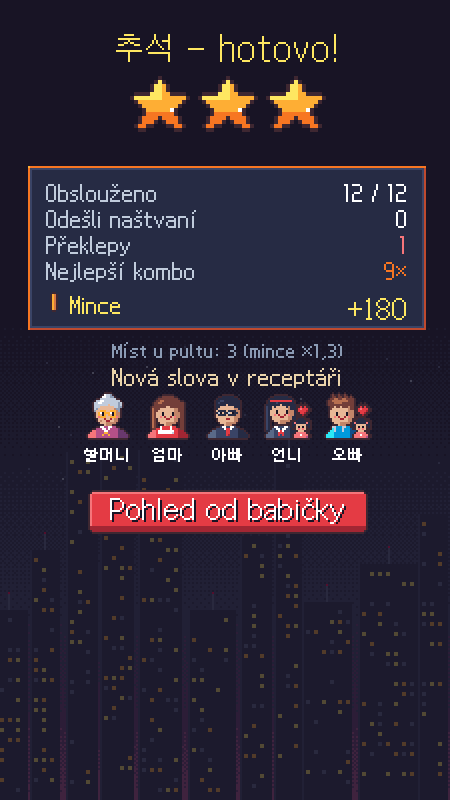 추석 – hotovo!
Obslouženo 12 / 12
Odešli naštvaní 0
Překlepy 1
Nejlepší kombo 9×
Mince +180
Míst u pultu: 3 (mince ×1,3)
Nová slova v receptáři
할머니 엄마 아빠 언니 오빠
Pohled od babičky